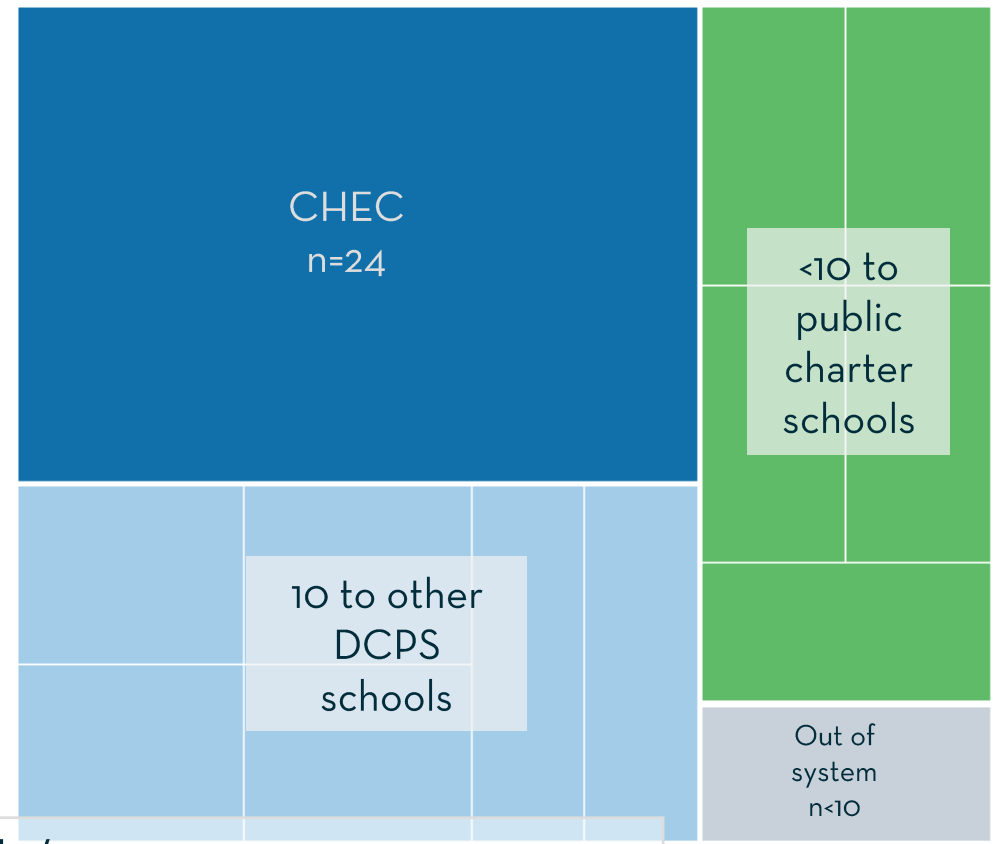 CHEC
n=24
<10 to
public
charter
schools
10 to other
DCPS
schools
Out of
system
n<10